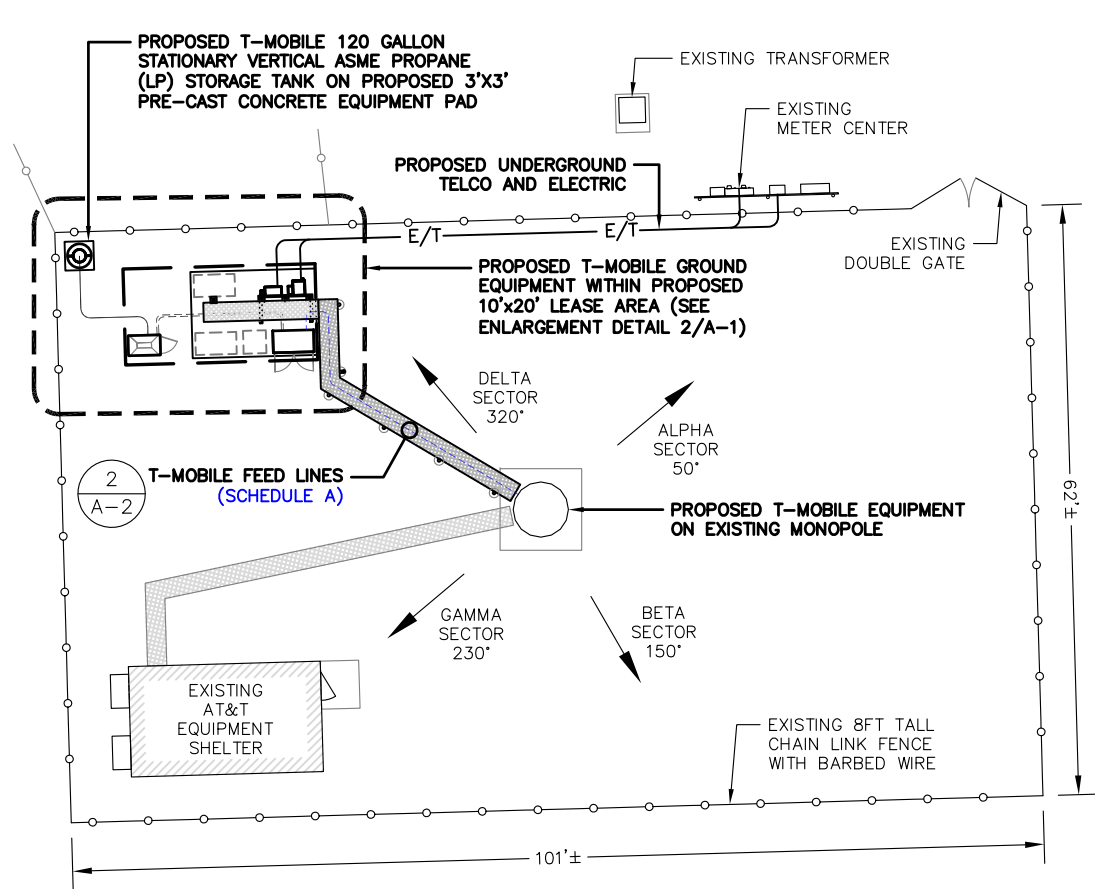 PROPOSED T-MOBILE 120 GALLON
STATIONARY VERTICAL ASME PROPANE
(LP) STORAGE TANK ON PROPOSED 3'X3'
PRE-CAST CONCRETE EQUIPMENT PAD
EXISTING TRANSFORMER
EXISTING
METER CENTER
PROPOSED UNDERGROUND
TELCO AND ELECTRIC
E/T
E/T
EXISTING
DOUBLE GATE
PROPOSED T-MOBILE GROUND
EQUIPMENT WITHIN PROPOSED
10'x20' LEASE AREA (SEE
ENLARGEMENT DETAIL 2/A-1)
DELTA
SECTOR
320°
ALPHA
SECTOR
50°
2
A-2
T-MOBILE FEED LINES
(SCHEDULE A)
62'±
PROPOSED T-MOBILE EQUIPMENT
ON EXISTING MONOPOLE
GAMMA
SECTOR
230°
BETA
SECTOR
150°
EXISTING
AT&T
EQUIPMENT
SHELTER
EXISTING 8FT TALL
CHAIN LINK FENCE
WITH BARBED WIRE
101'±